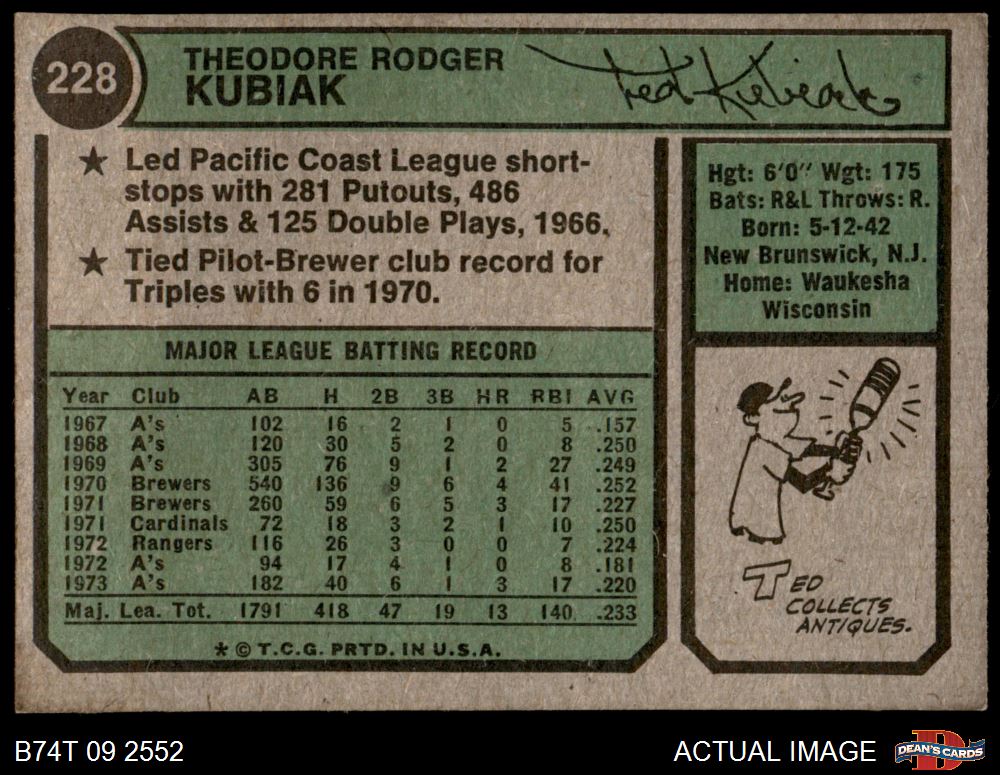 228
THEODORE RODGER
KUBIAK
Ted Kubiak
★ Led Pacific Coast League short-
stops with 281 Putouts, 486
Assists & 125 Double Plays, 1966.
★ Tied Pilot-Brewer club record for
Triples with 6 in 1970.
Hgt: 6'0" Wgt: 175
Bats: R&L Throws: R.
Born: 5-12-42
New Brunswick, N.J.
Home: Waukesha
Wisconsin
MAJOR LEAGUE BATTING RECORD
Year Club AB H 2B 3B HR RBI AVG
1967 A's 102 16 2 1 0 5 .157
1968 A's 120 30 5 2 0 8 .250
1969 A's 305 76 9 1 2 27 .249
1970 Brewers 540 136 9 6 4 41 .252
1971 Brewers 260 59 6 5 3 17 .227
1971 Cardinals 72 18 3 2 1 10 .250
1972 Rangers 116 26 3 0 0 7 .224
1972 A's 94 17 4 1 0 8 .181
1973 A's 182 40 6 1 3 17 .220
Maj. Lea. Tot. 1791 418 47 19 13 140 .233
* © T.C.G. PRTD. IN U.S.A.
TED
COLLECTS
ANTIQUES.
B74T 09 2552
ACTUAL IMAGE
D
DEAN'S CARDS